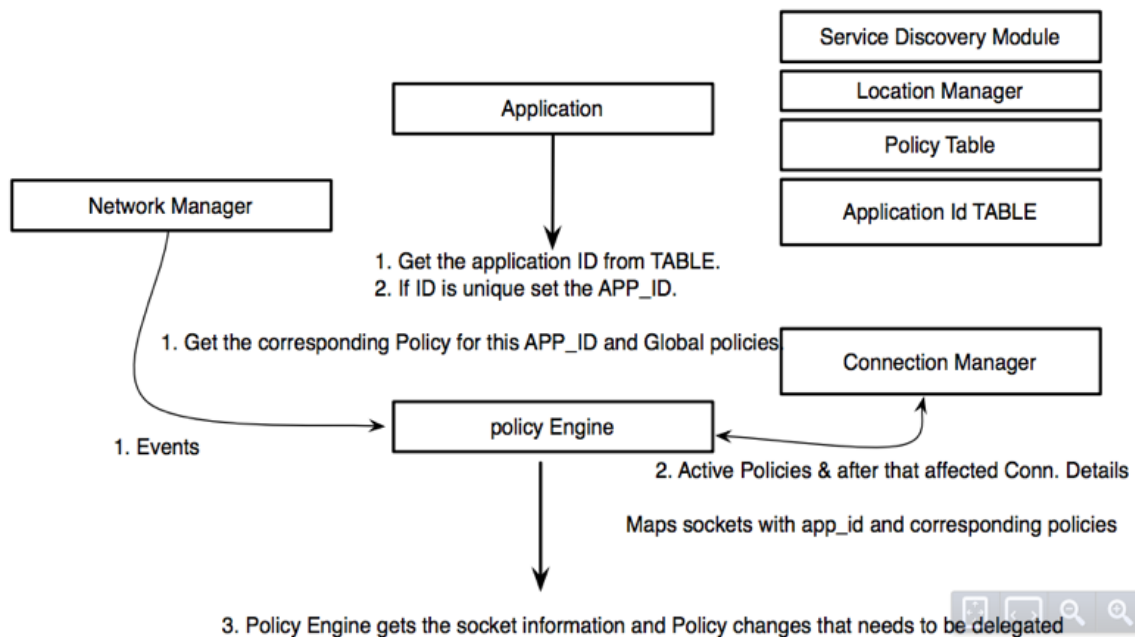 Service Discovery Module
Location Manager
Application
Policy Table
Network Manager
Application Id TABLE
1. Get the application ID from TABLE.
2. If ID is unique set the APP_ID.
1. Get the corresponding Policy for this APP_ID and Global policies.
Connection Manager
policy Engine
1. Events
2. Active Policies & after that affected Conn. Details
Maps sockets with app_id and corresponding policies
3. Policy Engine gets the socket information and Policy changes that needs to be delegated